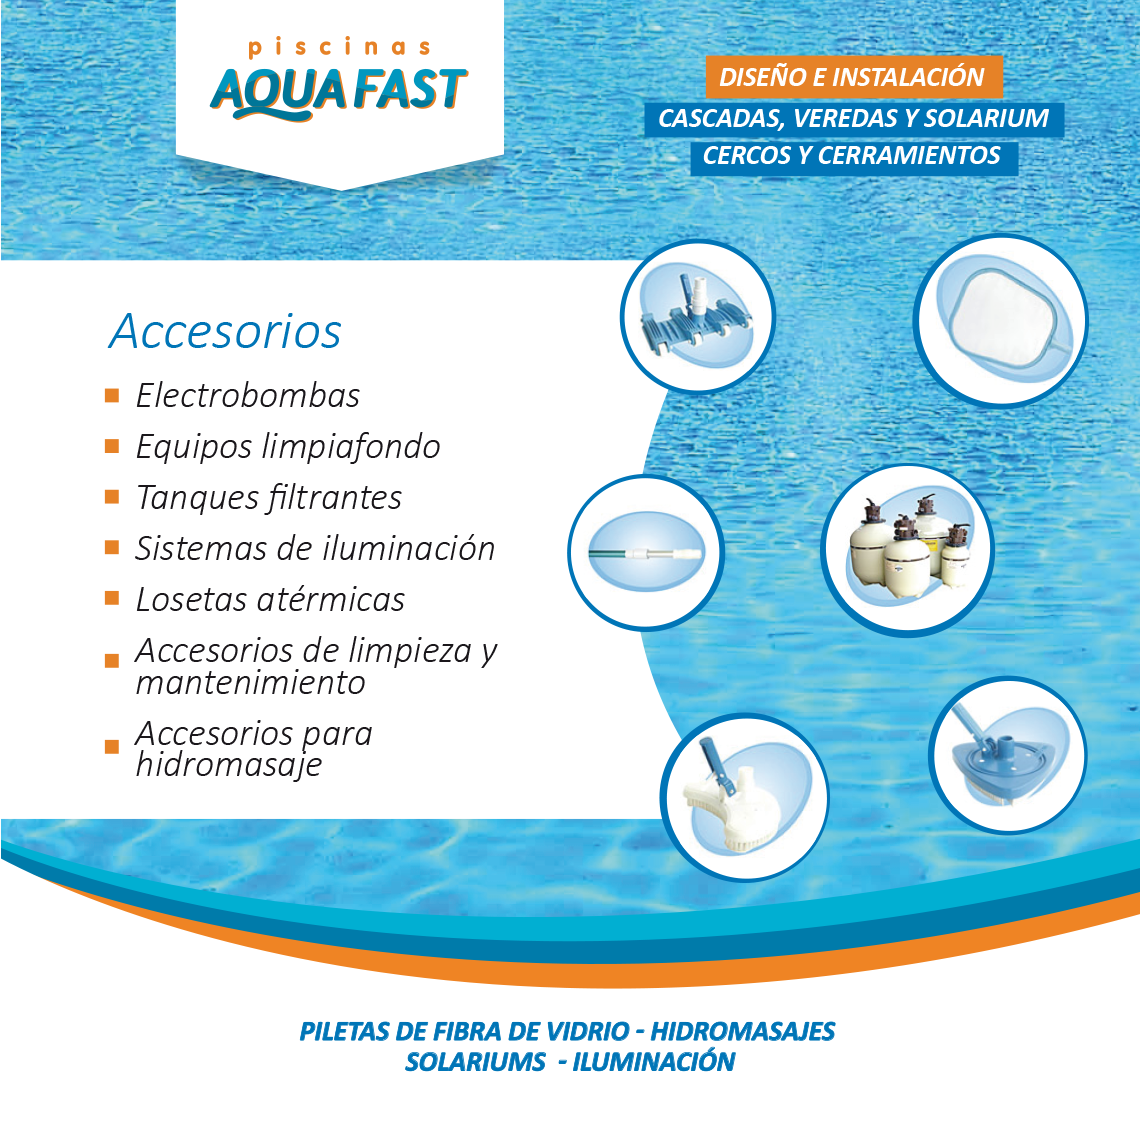 piscinas
AQUA FAST
DISEÑO E INSTALACIÓN
CASCADAS, VEREDAS Y SOLARIUM
CERCOS Y CERRAMIENTOS
Accesorios
Electrobombas
Equipos limpiafondo
Tanques filtrantes
Sistemas de iluminación
Losetas atérmicas
Accesorios de limpieza y
mantenimiento
Accesorios para
hidromasaje
PILETAS DE FIBRA DE VIDRIO - HIDROMASAJES
SOLARIUMS - ILUMINACIÓN